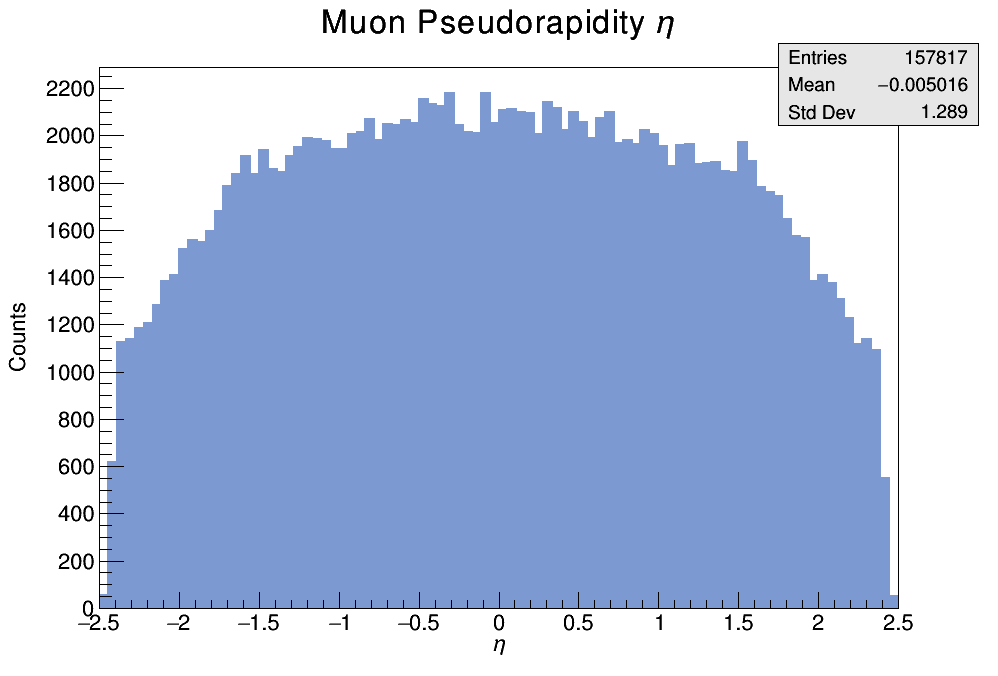 Muon Pseudorapidity η
Entries 157817
Mean −0.005016
Std Dev 1.289
Counts
2200
2000
1800
1600
1400
1200
1000
800
600
400
200
0
−2.5 −2 −1.5 −1 −0.5 0 0.5 1 1.5 2 2.5
η